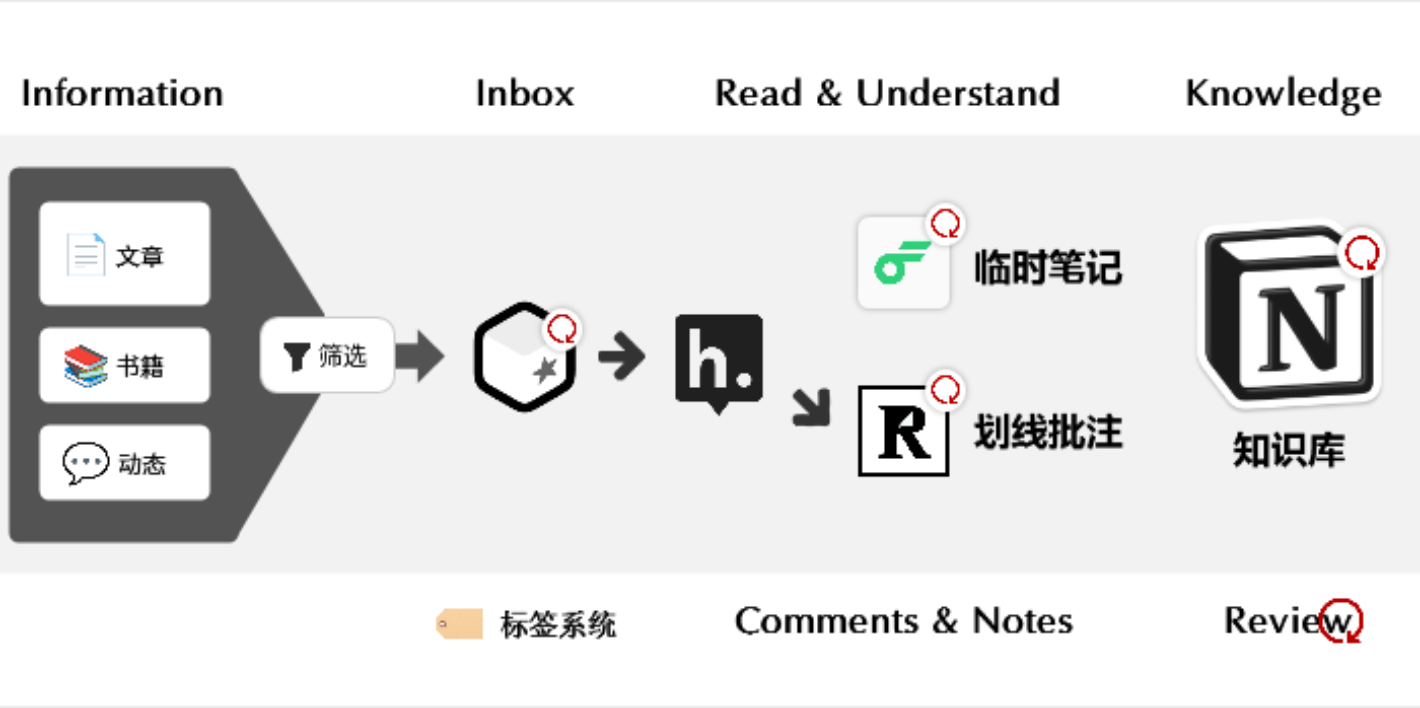 Information
Inbox
Read & Understand
Knowledge
文章
书籍
动态
筛选
h.
临时笔记
R
划线批注
N
知识库
标签系统
Comments & Notes
Review